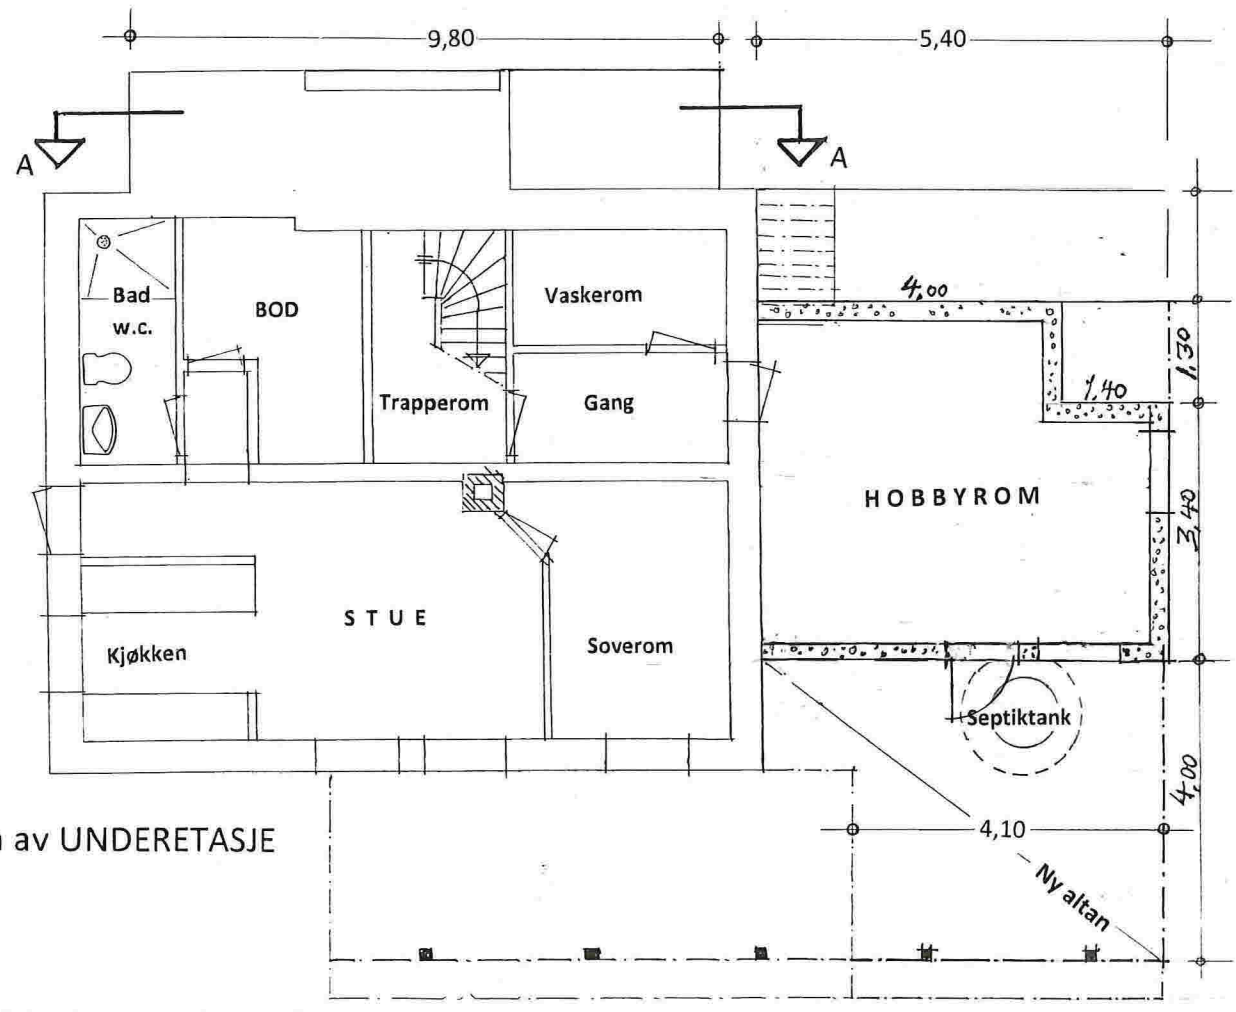 9,80
5,40
A
A
Bad
w.c.
BOD
Vaskerom
4,00
1,30
Trapperom
Gang
1,40
HOBBYROM
3,40
STUE
Kjøkken
Soverom
Septiktank
4,00
av UNDERETASJE
4,10
Ny altan